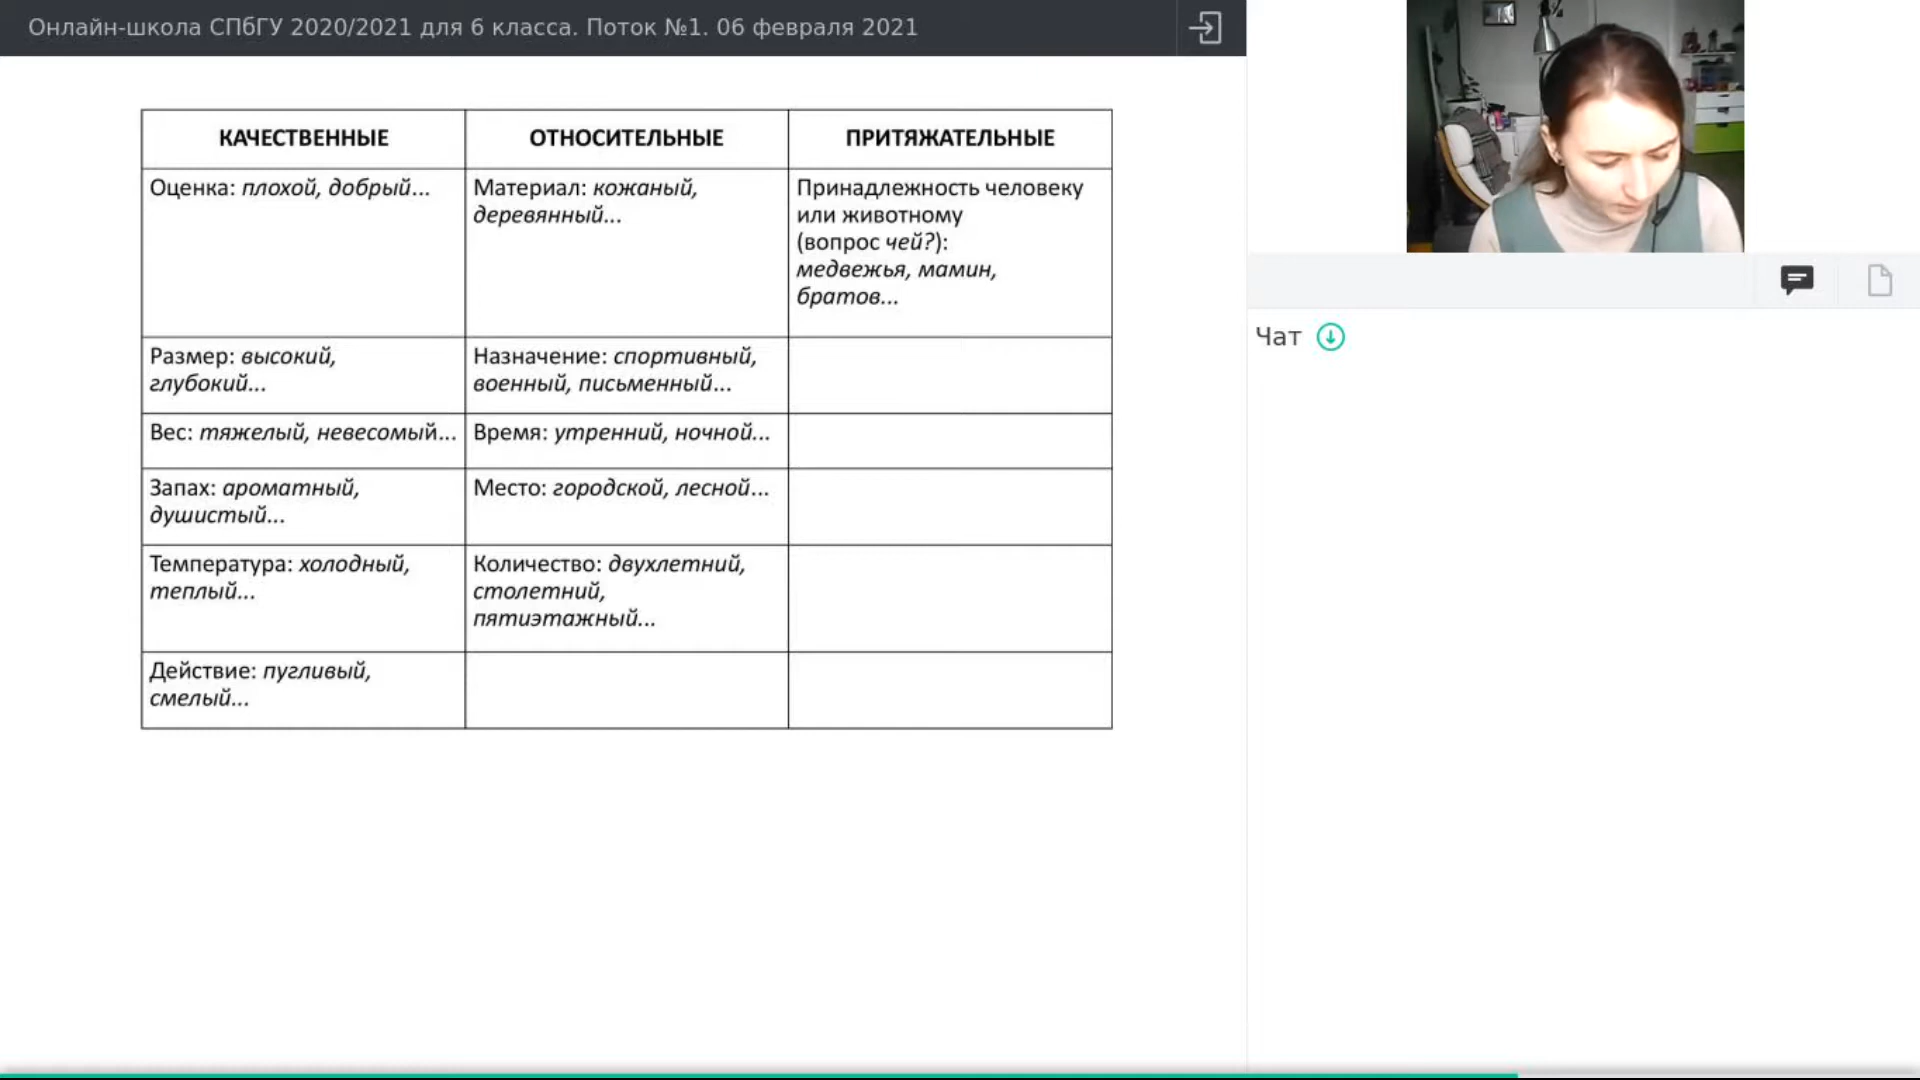 Онлайн-школа СПбГУ 2020/2021 для 6 класса. Поток №1. 06 февраля 2021
КАЧЕСТВЕННЫЕ
ОТНОСИТЕЛЬНЫЕ
ПРИТЯЖАТЕЛЬНЫЕ
Оценка: плохой, добрый...
Материал: кожаный,
деревянный...
Принадлежность человеку
или животному
(вопрос чей?):
медвежья, мамин,
братов...
Размер: высокий,
глубокий...
Назначение: спортивный,
военный, письменный...
Вес: тяжелый, невесомый...
Время: утренний, ночной...
Запах: ароматный,
душистый...
Место: городской, лесной...
Температура: холодный,
теплый...
Количество: двухлетний,
столетний,
пятиэтажный...
Действие: пугливый,
смелый...
Чат